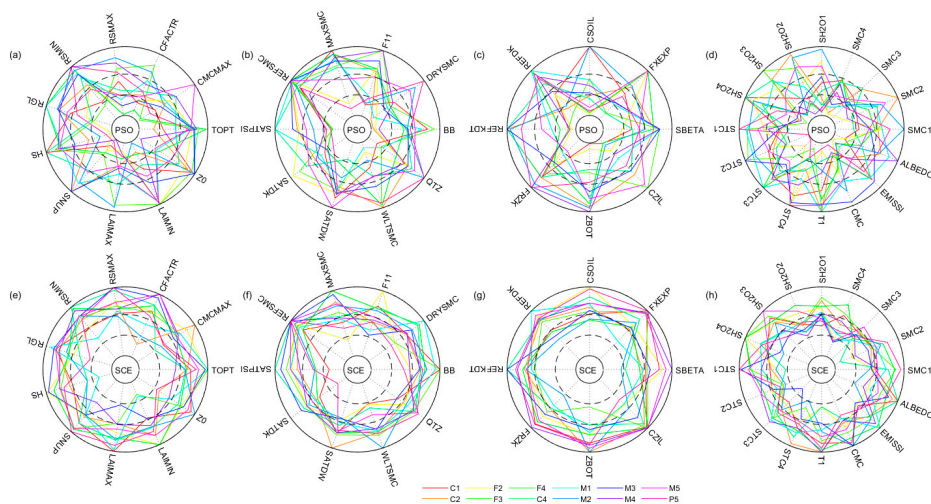 (a)
RSMAX
CFACTR
CMCMAX
TOPT
Z0
LAIMIN
LAIMAX
SNUP
HS
RGL
RSMIN
PSO
(b)
MAXSMC
F11
DRYSMC
BB
QTZ
WLTSMC
SATDW
SATDK
SATPSI
REFSMC
PSO
(c)
CSOIL
FXEXP
SBETA
CZIL
ZBOT
FRZK
REFKDT
REFDK
PSO
(d)
SH2O1
SMC4
SMC3
SMC2
SMC1
ALBEDO
EMISSI
CMC
T1
STC4
STC3
STC2
STC1
SH2O4
SH2O3
SH2O2
PSO
(e)
RSMAX
CFACTR
CMCMAX
TOPT
Z0
LAIMIN
LAIMAX
SNUP
HS
RGL
RSMIN
SCE
(f)
MAXSMC
F11
DRYSMC
BB
QTZ
WLTSMC
SATDW
SATDK
SATPSI
REFSMC
SCE
(g)
CSOIL
FXEXP
SBETA
CZIL
ZBOT
FRZK
REFKDT
REFDK
SCE
(h)
SH2O1
SMC4
SMC3
SMC2
SMC1
ALBEDO
EMISSI
CMC
T1
STC4
STC3
STC2
STC1
SH2O4
SH2O3
SH2O2
SCE
C1 F2 F4 M1 M3 M5
C2 F3 C4 M2 M4 P5